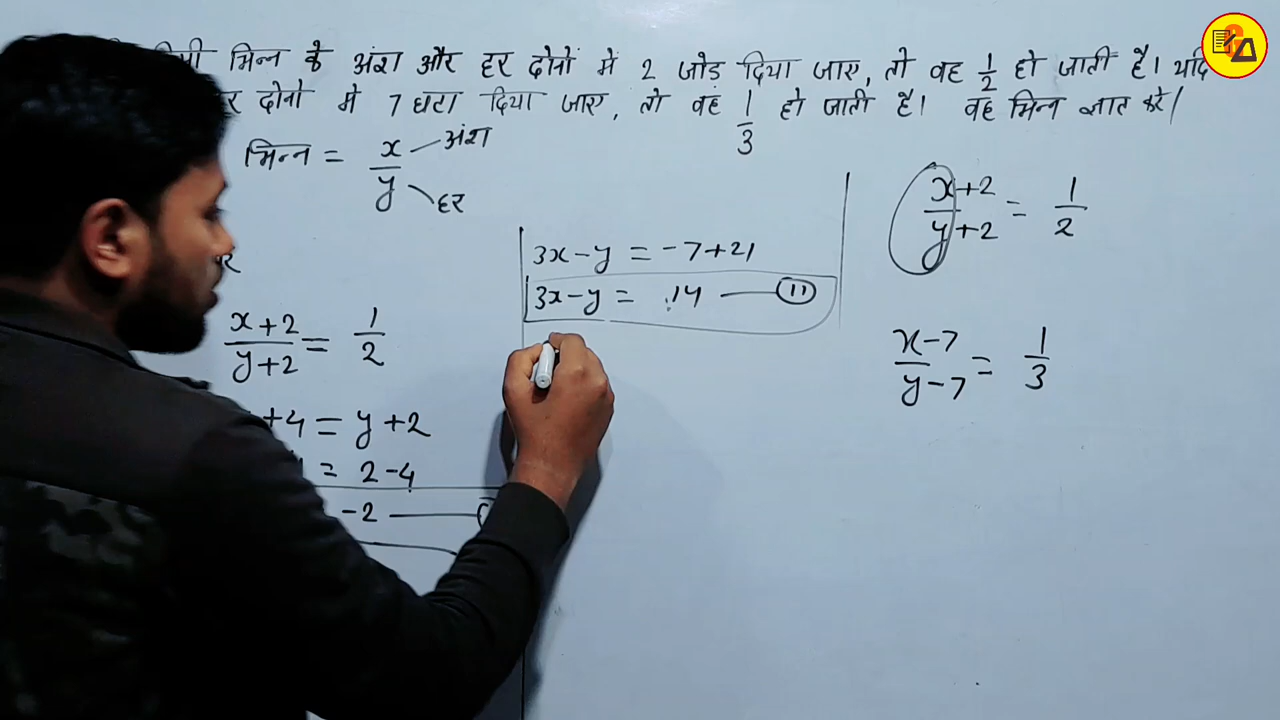 भिन्न के अंश और हर दोनों में 2 जोड़ दिया जाए, तो वह 1/2 हो जाती है। यदि
दोनों में 7 घटा दिया जाए, तो वह 1/3 हो जाती है। वह भिन्न ज्ञात करें।
भिन्न = x/y
अंश
हर
3x-y = -7+21
3x-y = 14 (11)
x+2/y+2 = 1/2
+4 = y+2
= 2-4
-2
x+2/y+2 = 1/2
x-7/y-7 = 1/3